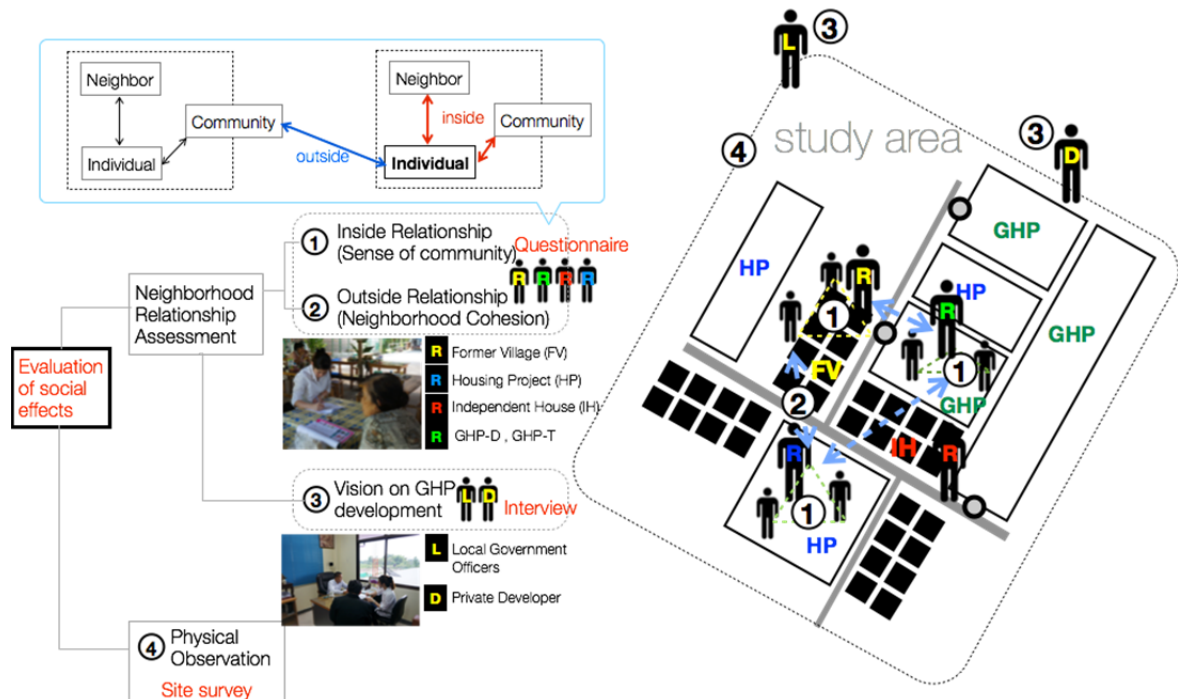 Neighbor
Community
Individual
outside
Neighbor
inside
Community
Individual
Evaluation
of social
effects
Neighborhood
Relationship
Assessment
1
Inside Relationship
(Sense of community)
2
Outside Relationship
(Neighborhood Cohesion)
Questionnaire
R R R R
R Former Village (FV)
R Housing Project (HP)
R Independent House (IH)
R GHP-D , GHP-T
3
Vision on GHP
development
L D
Interview
L Local Government
Officers
D Private Developer
4
Physical
Observation
Site survey
L 3
3
D
4
study area
GHP
HP
HP
R
R
1
GHP
1
FV
GHP
2
IH
R
R
1
HP